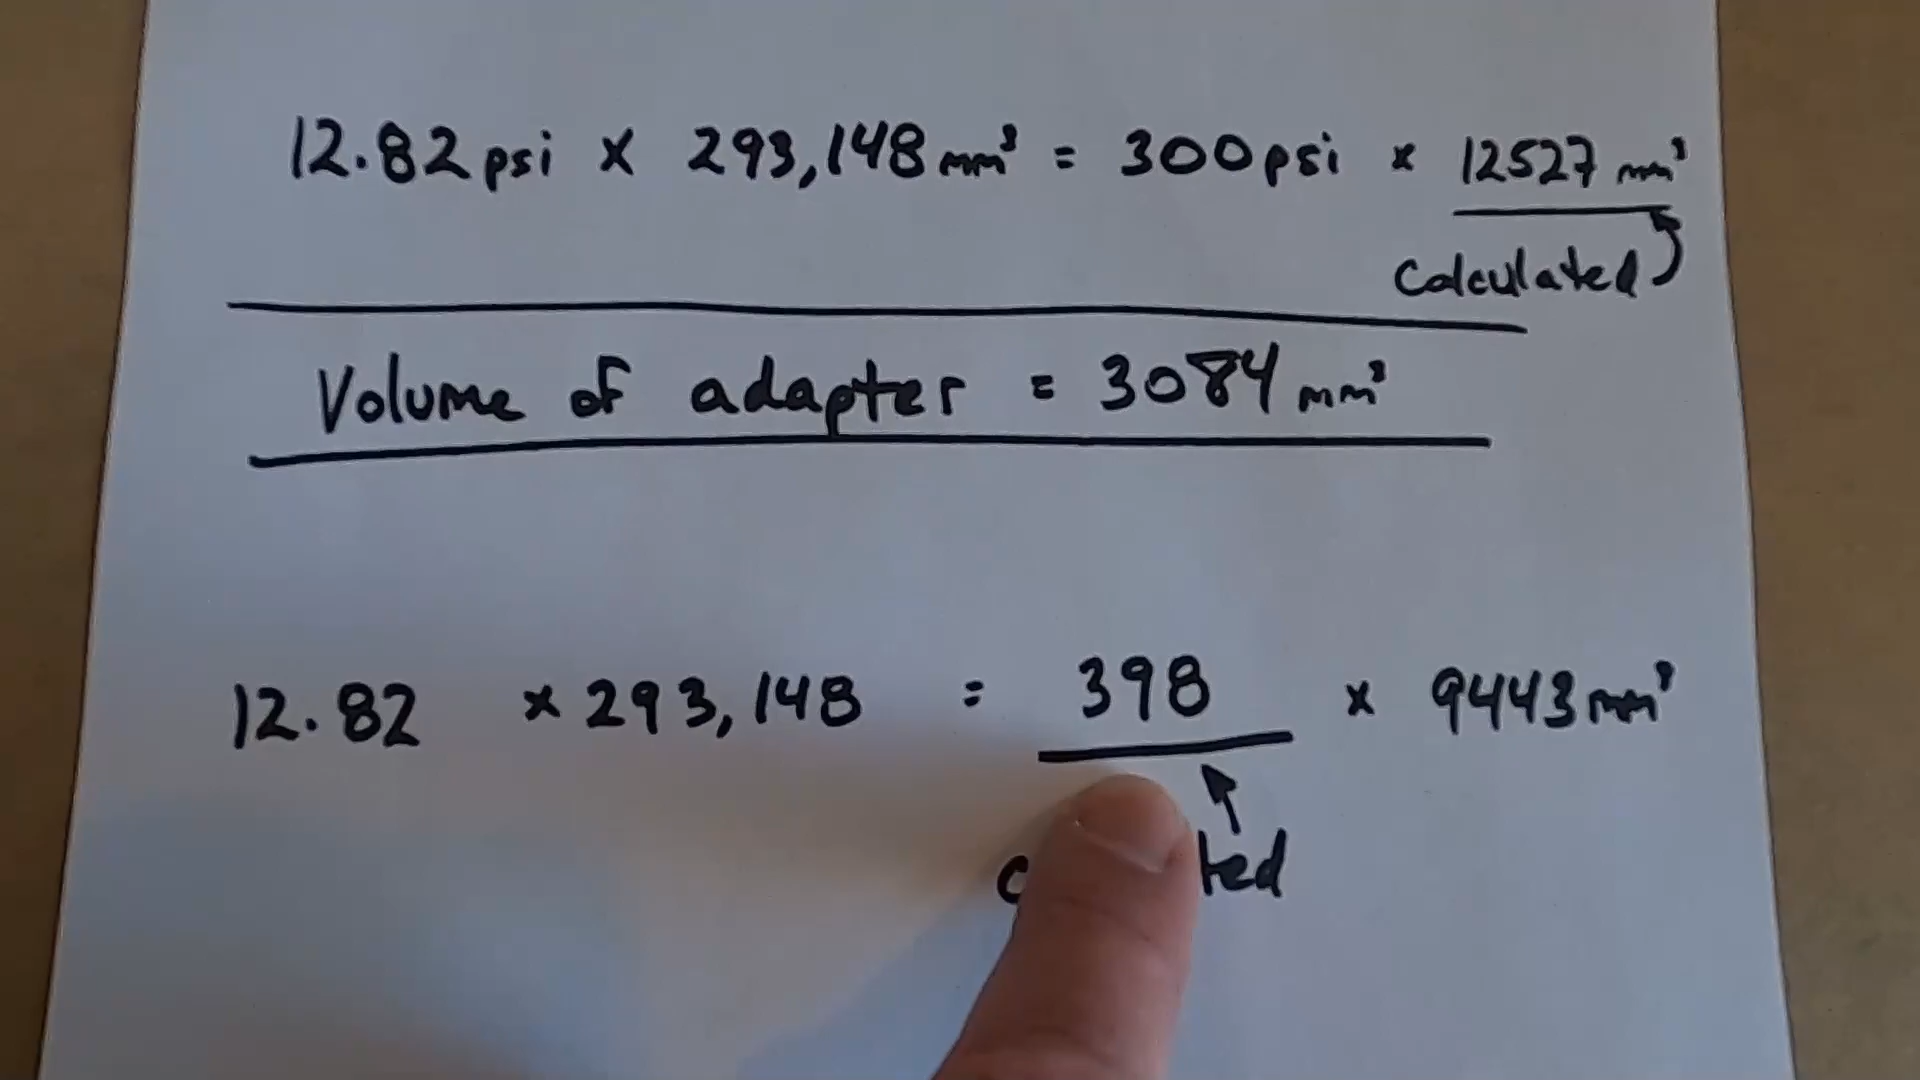 12.82 psi x 293,148 mm³ = 300 psi x 12527 mm³
Calculated
Volume of adapter = 3084 mm³
12.82 x 293,148 = 398 x 9443 mm³